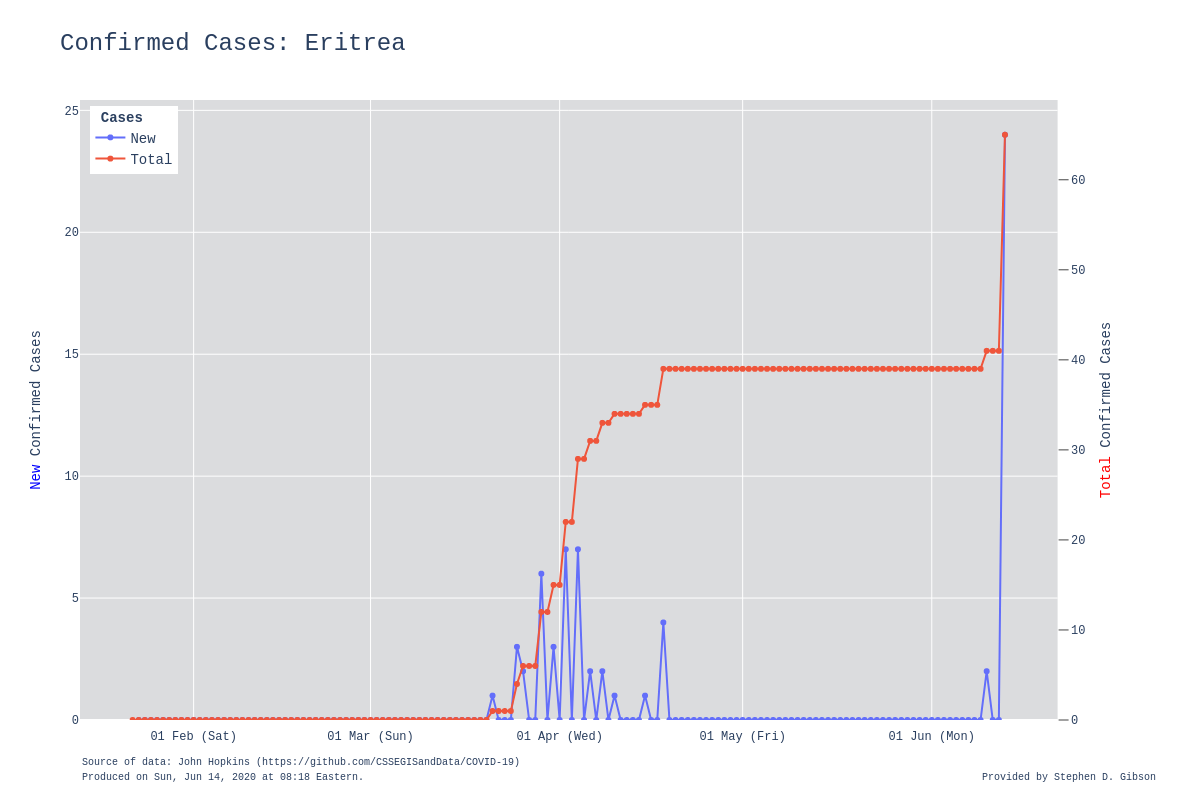 Confirmed Cases: Eritrea
Cases
New
Total
25
20
15
10
5
0
60
50
40
30
20
10
0
New Confirmed Cases
Total Confirmed Cases
01 Feb (Sat)
01 Mar (Sun)
01 Apr (Wed)
01 May (Fri)
01 Jun (Mon)
Source of data: John Hopkins (https://github.com/CSSEGISandData/COVID-19)
Produced on Sun, Jun 14, 2020 at 08:18 Eastern.
Provided by Stephen D. Gibson